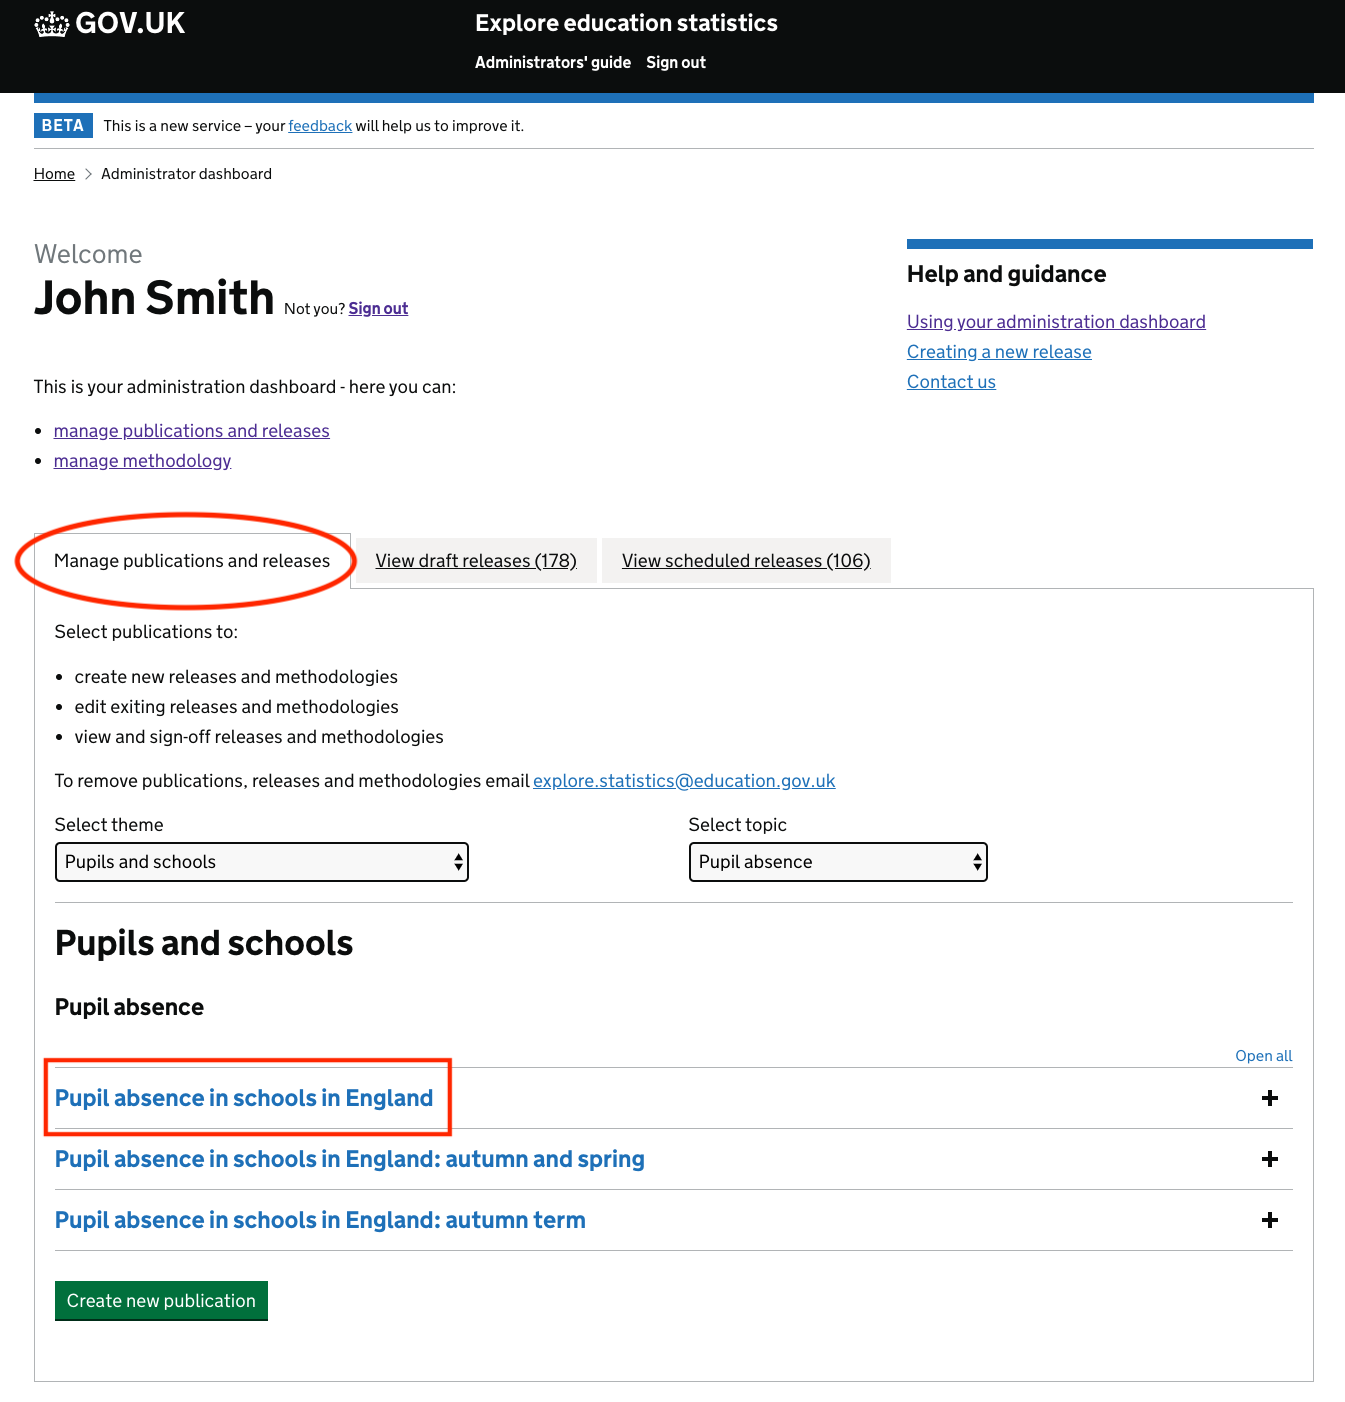 GOV.UK
Explore education statistics
Administrators' guide Sign out
BETA This is a new service – your feedback will help us to improve it.
Home Administrator dashboard
Welcome
John Smith Not you? Sign out
Help and guidance
Using your administration dashboard
Creating a new release
Contact us
This is your administration dashboard - here you can:
manage publications and releases
manage methodology
Manage publications and releases View draft releases (178) View scheduled releases (106)
Select publications to:
create new releases and methodologies
edit exiting releases and methodologies
view and sign-off releases and methodologies
To remove publications, releases and methodologies email explore.statistics@education.gov.uk
Select theme Select topic
Pupils and schools Pupil absence
Pupils and schools
Pupil absence
Open all
Pupil absence in schools in England
Pupil absence in schools in England: autumn and spring
Pupil absence in schools in England: autumn term
Create new publication